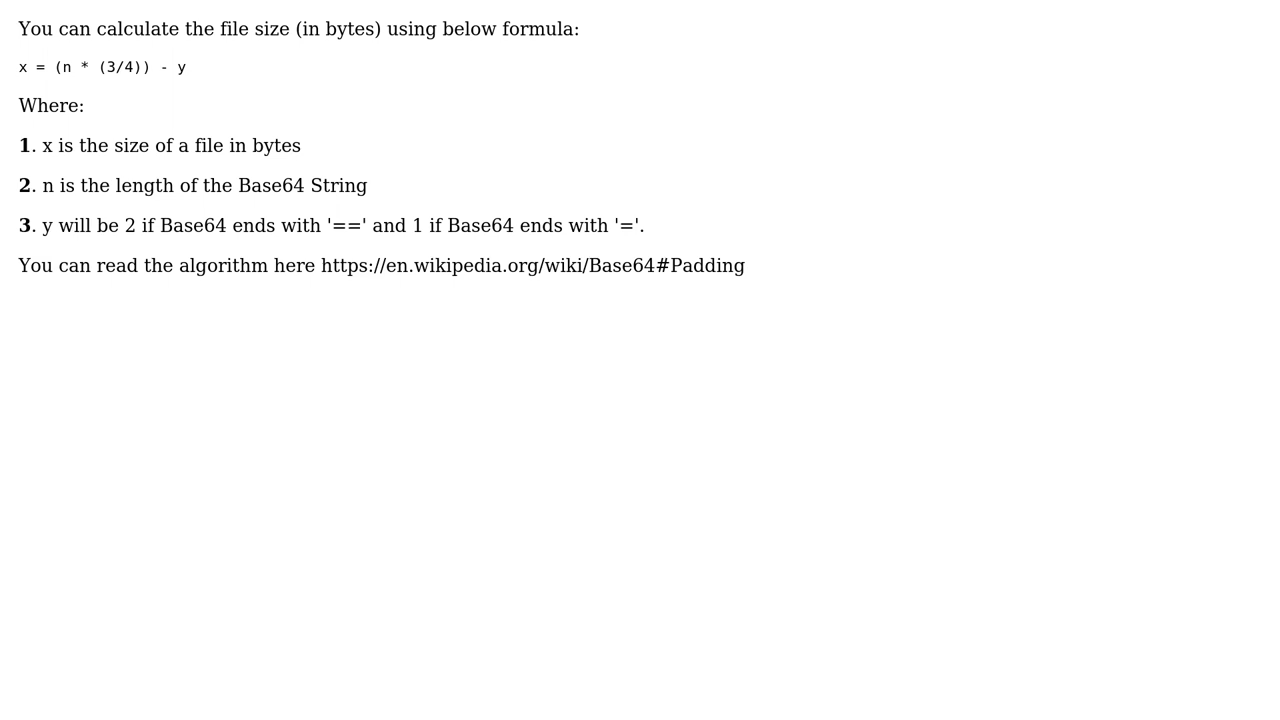 You can calculate the file size (in bytes) using below formula:
x = (n * (3/4)) - y
Where:
1. x is the size of a file in bytes
2. n is the length of the Base64 String
3. y will be 2 if Base64 ends with '==' and 1 if Base64 ends with '='.
You can read the algorithm here https://en.wikipedia.org/wiki/Base64#Padding